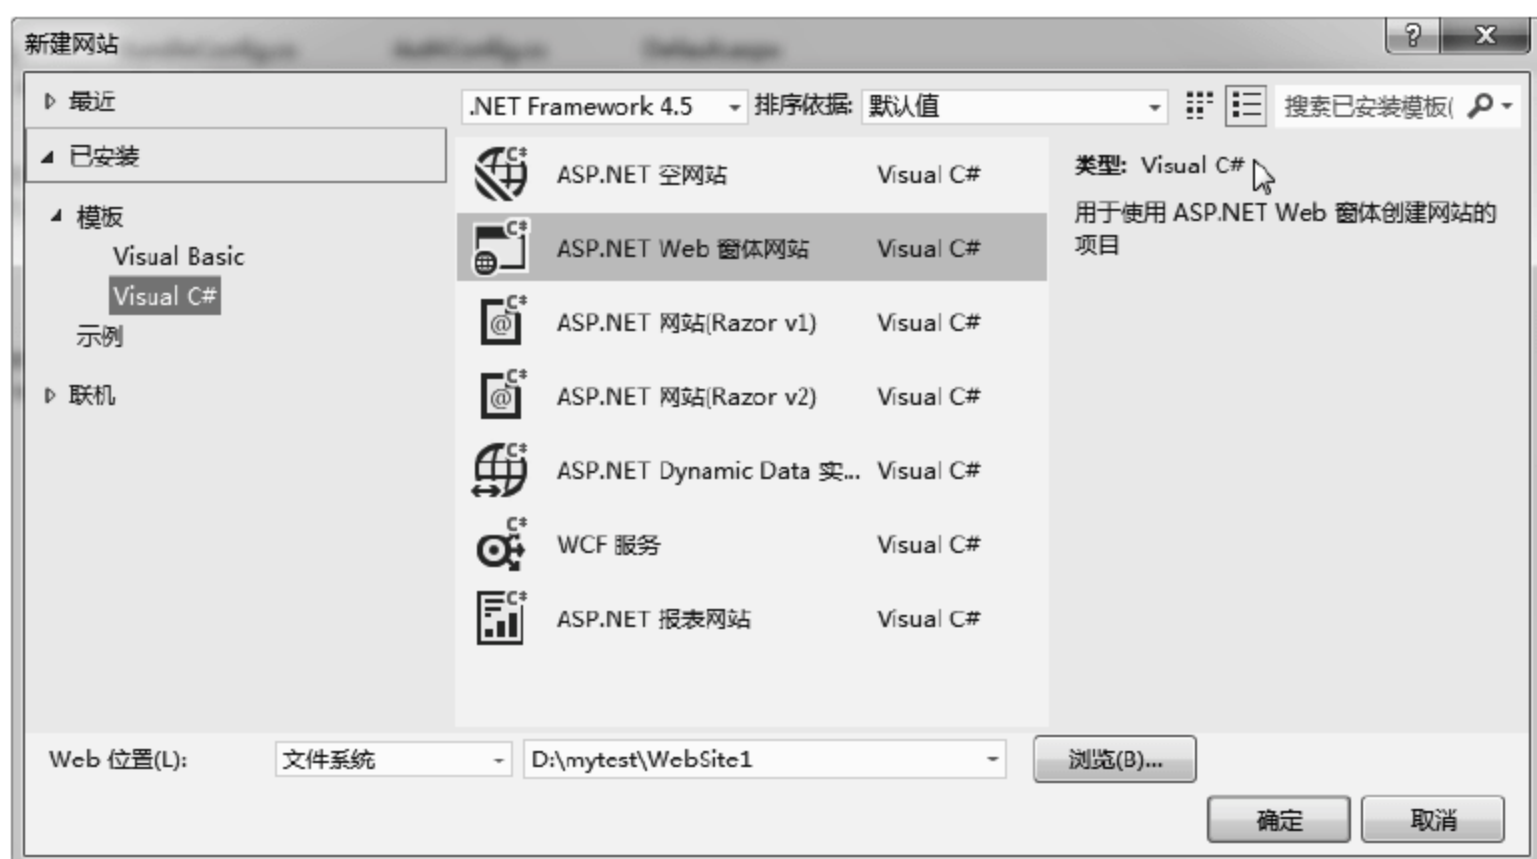 新建网站
最近
已安装
模板
Visual Basic
Visual C#
示例
联机
.NET Framework 4.5
排序依据:
默认值
搜索已安装模板(
ASP.NET 空网站 Visual C#
ASP.NET Web 窗体网站 Visual C#
ASP.NET 网站(Razor v1) Visual C#
ASP.NET 网站(Razor v2) Visual C#
ASP.NET Dynamic Data 实... Visual C#
WCF 服务 Visual C#
ASP.NET 报表网站 Visual C#
类型: Visual C#
用于使用 ASP.NET Web 窗体创建网站的
项目
Web 位置(L):
文件系统
D:\mytest\WebSite1
浏览(B)...
确定
取消